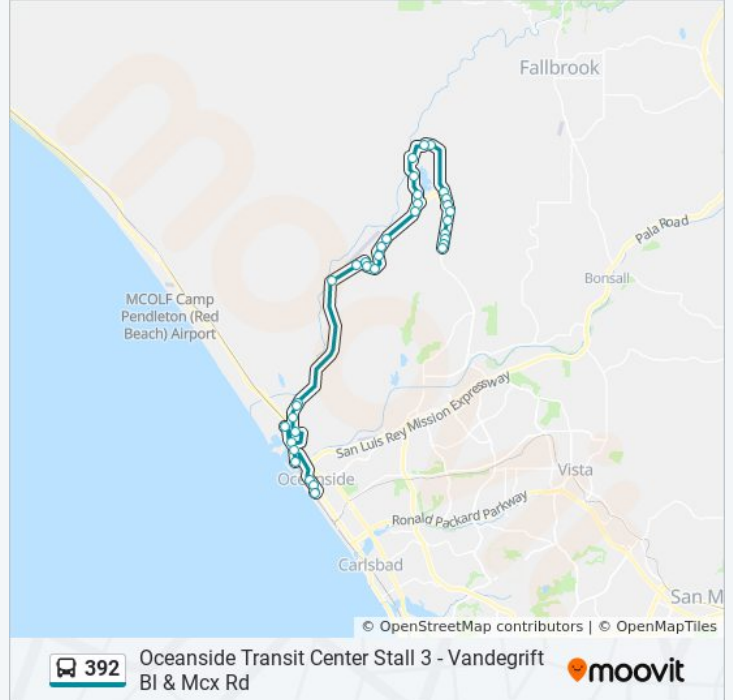 Fallbrook
Pala Road
Bonsall
MCOLF Camp
Pendleton (Red
Beach) Airport
San Luis Rey Mission Expressway
Oceanside
Vista
Ronald Packard Parkway
Carlsbad
San M
© OpenStreetMap contributors | © OpenMapTiles
392
Oceanside Transit Center Stall 3 - Vandegrift
Bl & Mcx Rd
moovit
moovit